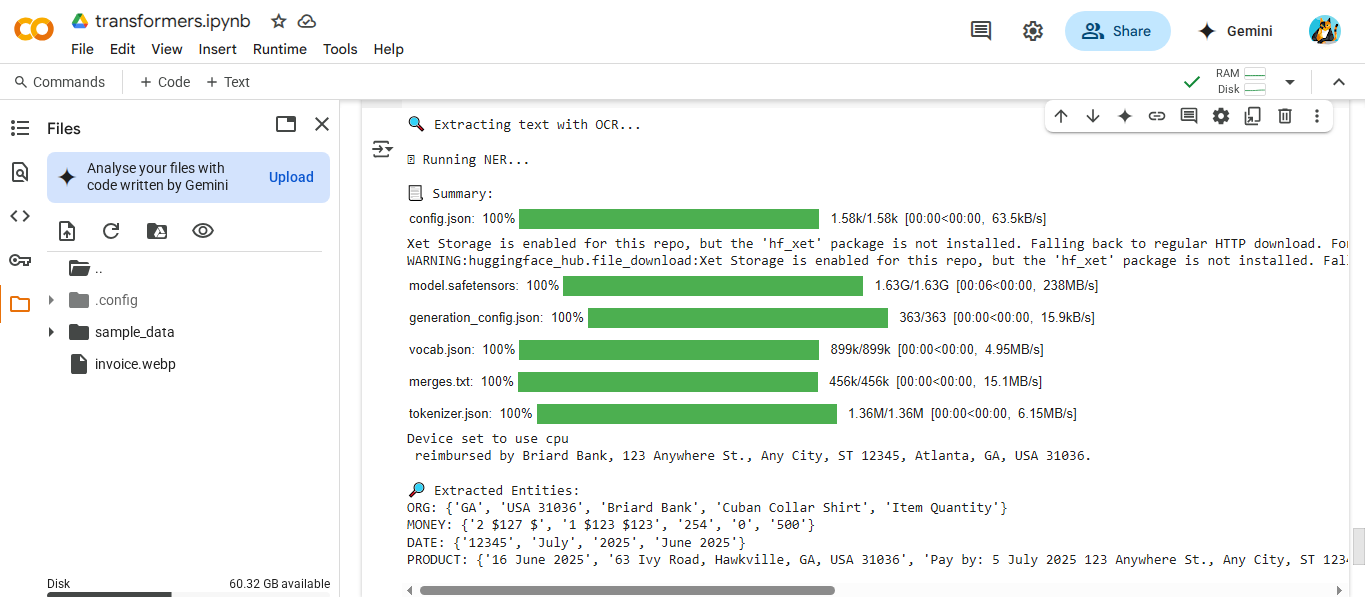 transformers.ipynb
File Edit View Insert Runtime Tools Help
Share
Gemini
Commands + Code + Text
RAM
Disk
Files
Analyse your files with
code written by Gemini
Upload
..
.config
sample_data
invoice.webp
Disk 60.32 GB available
Extracting text with OCR...
Running NER...
Summary:
config.json: 100% 1.58k/1.58k [00:00<00:00, 63.5kB/s]
Xet Storage is enabled for this repo, but the 'hf_xet' package is not installed. Falling back to regular HTTP download. Fo
WARNING:huggingface_hub.file_download:Xet Storage is enabled for this repo, but the 'hf_xet' package is not installed. Fal
model.safetensors: 100% 1.63G/1.63G [00:06<00:00, 238MB/s]
generation_config.json: 100% 363/363 [00:00<00:00, 15.9kB/s]
vocab.json: 100% 899k/899k [00:00<00:00, 4.95MB/s]
merges.txt: 100% 456k/456k [00:00<00:00, 15.1MB/s]
tokenizer.json: 100% 1.36M/1.36M [00:00<00:00, 6.15MB/s]
Device set to use cpu
reimbursed by Briard Bank, 123 Anywhere St., Any City, ST 12345, Atlanta, GA, USA 31036.
Extracted Entities:
ORG: {'GA', 'USA 31036', 'Briard Bank', 'Cuban Collar Shirt', 'Item Quantity'}
MONEY: {'2 $127 $', '1 $123 $123', '254', '0', '500'}
DATE: {'12345', 'July', '2025', 'June 2025'}
PRODUCT: {'16 June 2025', '63 Ivy Road, Hawkville, GA, USA 31036', 'Pay by: 5 July 2025 123 Anywhere St., Any City, ST 1234